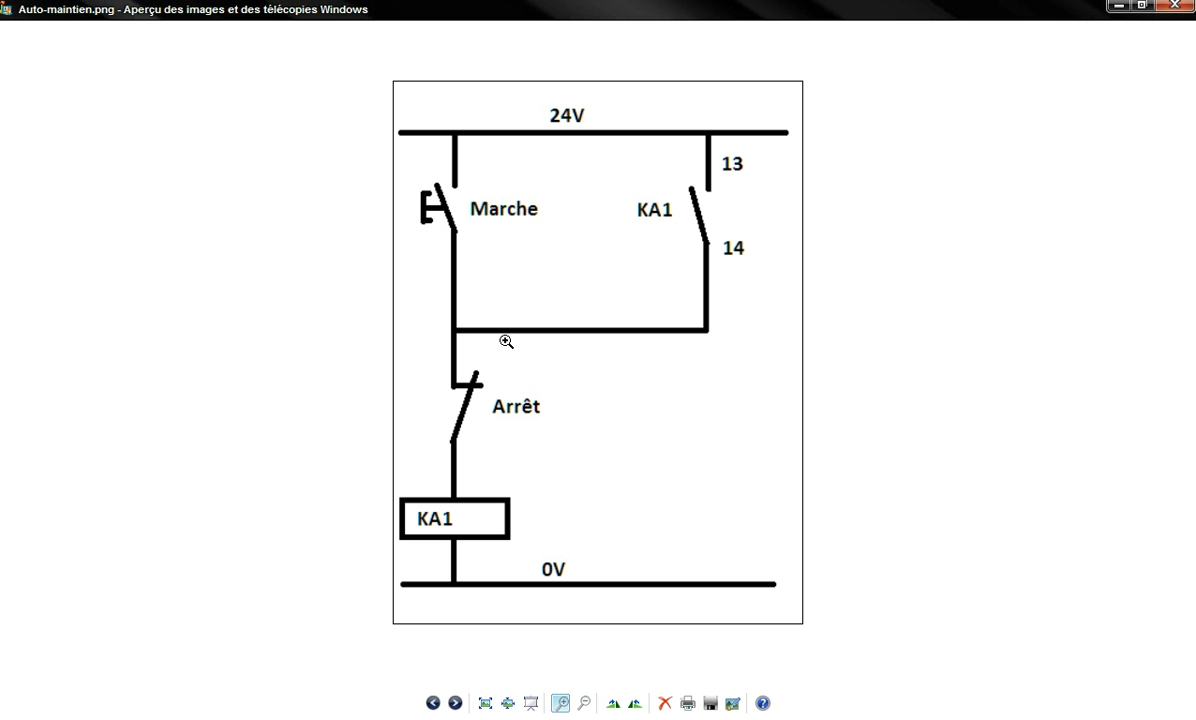 Auto-maintien.png - Aperçu des images et des télécopies Windows
24V
13
Marche
KA1
14
Arrêt
KA1
0V